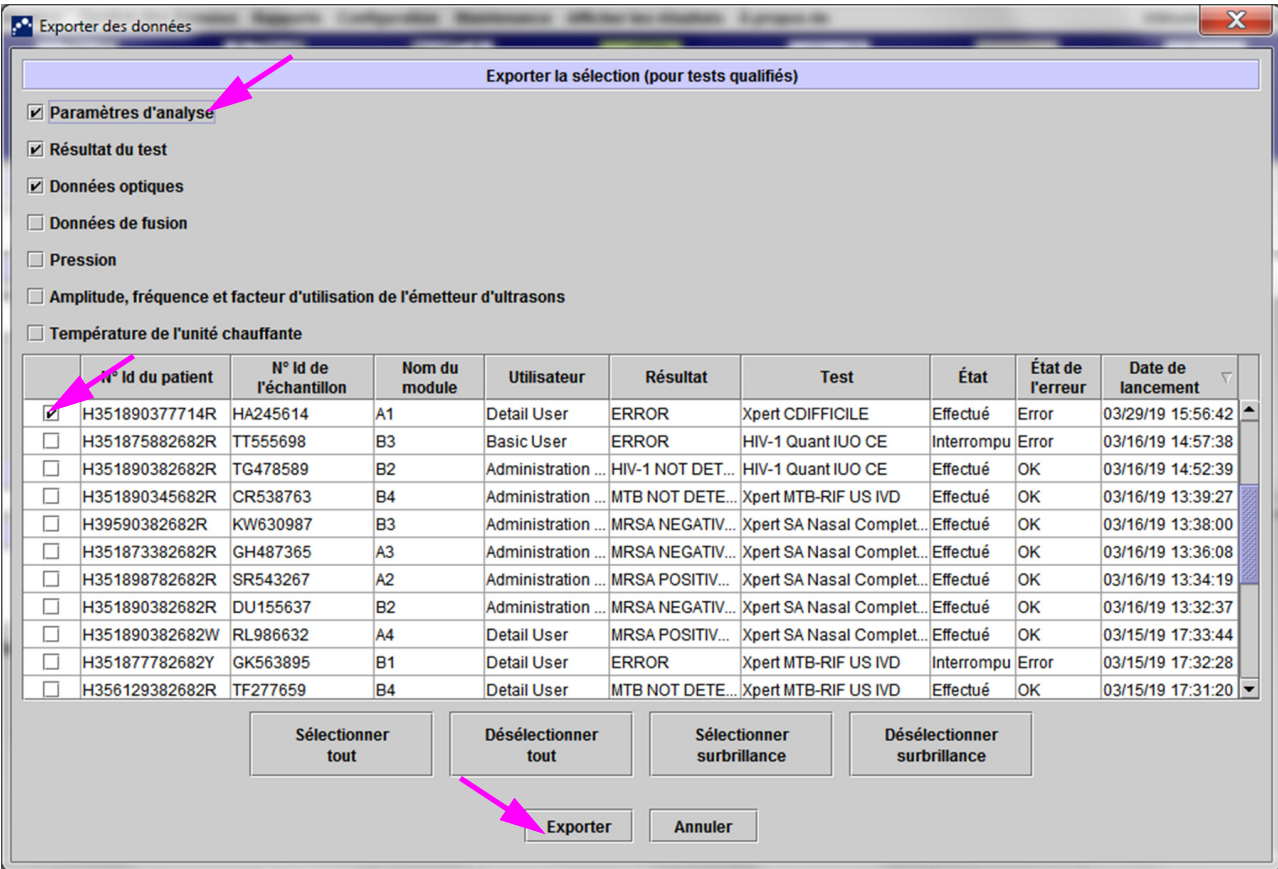 Exporter des données
Exporter la sélection (pour tests qualifiés)
Paramètres d'analyse
Résultat du test
Données optiques
Données de fusion
Pression
Amplitude, fréquence et facteur d'utilisation de l'émetteur d'ultrasons
Température de l'unité chauffante
N° Id du patient N° Id de l'échantillon Nom du module Utilisateur Résultat Test État État de l'erreur Date de lancement
H351890377714R HA245614 A1 Detail User ERROR Xpert CDIFFICILE Effectué Error 03/29/19 15:56:42
H351875882682R TT555698 B3 Basic User ERROR HIV-1 Quant IUO CE Interrompu Error 03/16/19 14:57:38
H351890382682R TG478589 B2 Administration ... HIV-1 NOT DET... HIV-1 Quant IUO CE Effectué OK 03/16/19 14:52:39
H351890345682R CR538763 B4 Administration ... MTB NOT DETE... Xpert MTB-RIF US IVD Effectué OK 03/16/19 13:39:27
H39590382682R KW630987 B3 Administration ... MRSA NEGATIV... Xpert SA Nasal Complet... Effectué OK 03/16/19 13:38:00
H351873382682R GH487365 A3 Administration ... MRSA NEGATIV... Xpert SA Nasal Complet... Effectué OK 03/16/19 13:36:08
H351898782682R SR543267 A2 Administration ... MRSA POSITIV... Xpert SA Nasal Complet... Effectué OK 03/16/19 13:34:19
H351890382682R DU155637 B2 Administration ... MRSA NEGATIV... Xpert SA Nasal Complet... Effectué OK 03/16/19 13:32:37
H351890382682W RL986632 A4 Detail User MRSA POSITIV... Xpert SA Nasal Complet... Effectué OK 03/15/19 17:33:44
H351877782682Y GK563895 B1 Detail User ERROR Xpert MTB-RIF US IVD Interrompu Error 03/15/19 17:32:28
H356129382682R TF277659 B4 Detail User MTB NOT DETE... Xpert MTB-RIF US IVD Effectué OK 03/15/19 17:31:20
Sélectionner tout Désélectionner tout Sélectionner surbrillance Désélectionner surbrillance
Exporter Annuler